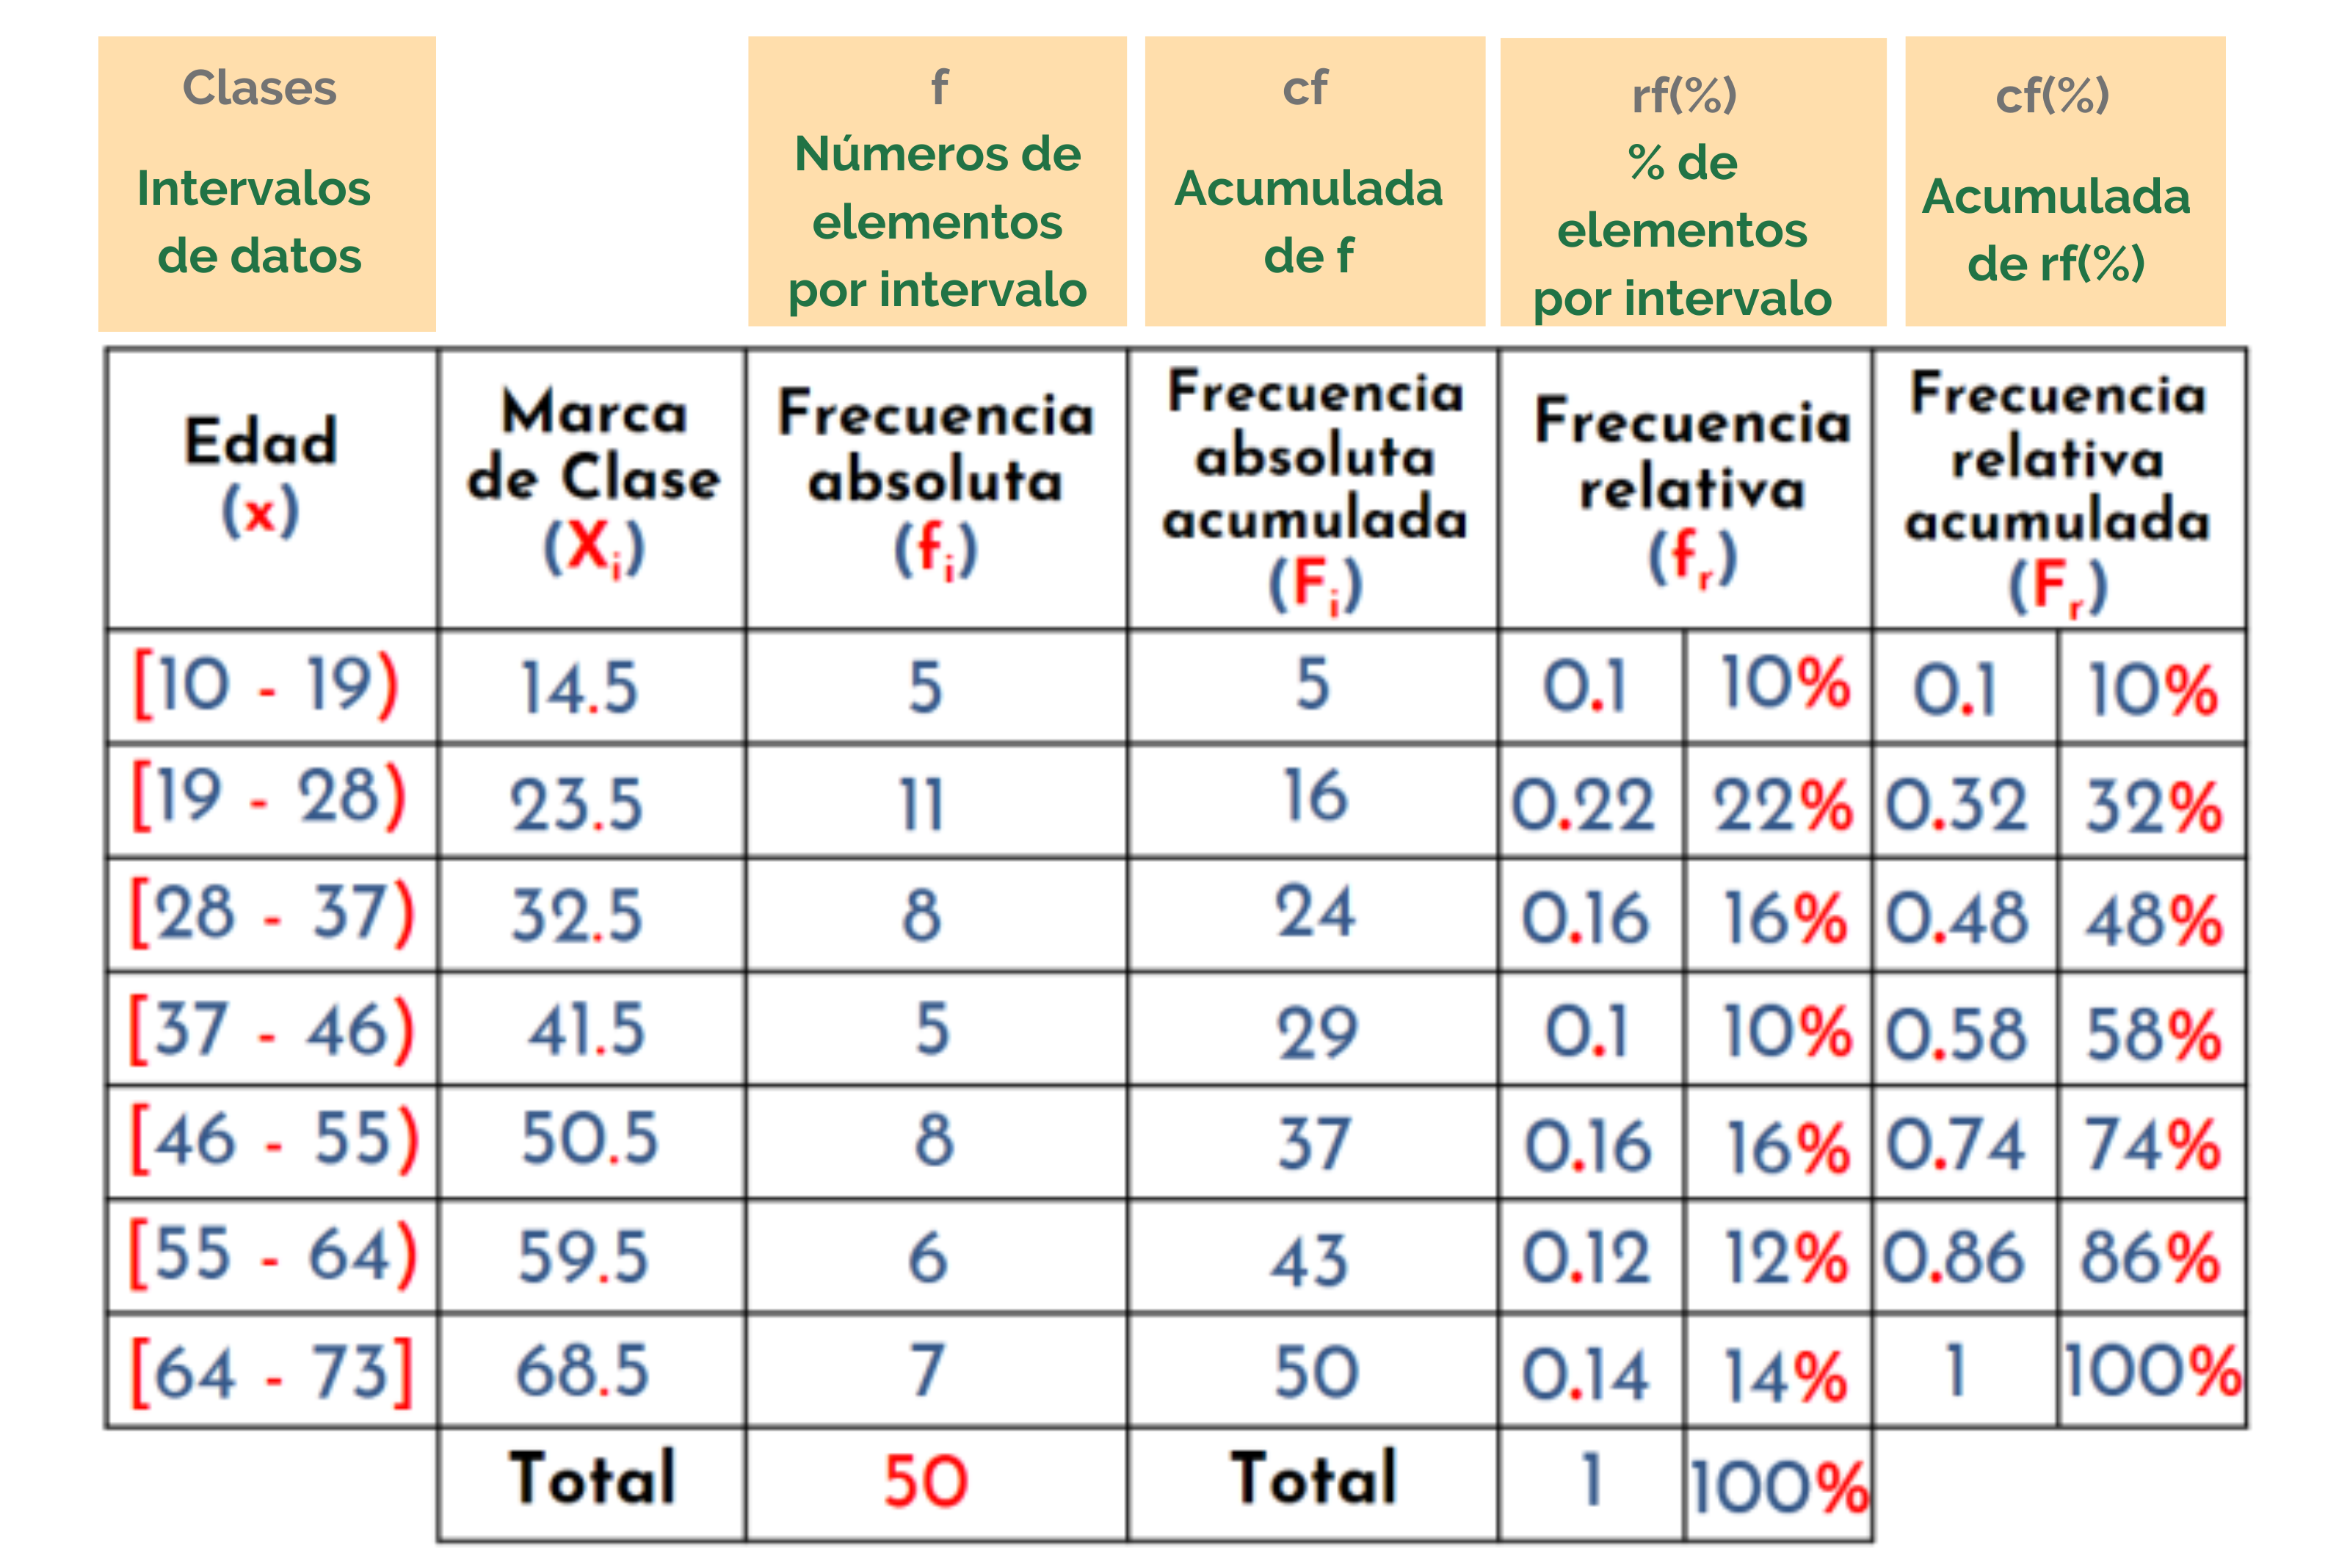 Clases
Intervalos
de datos
f
Números de
elementos
por intervalo
cf
Acumulada
de f
rf(%)
% de
elementos
por intervalo
cf(%)
Acumulada
de rf(%)
Edad
(x)
Marca
de Clase
(Xi)
Frecuencia
absoluta
(fi)
Frecuencia
absoluta
acumulada
(Fi)
Frecuencia
relativa
(fr)
Frecuencia
relativa
acumulada
(Fr)
[10 - 19) 14.5 5 5 0.1 10% 0.1 10%
[19 - 28) 23.5 11 16 0.22 22% 0.32 32%
[28 - 37) 32.5 8 24 0.16 16% 0.48 48%
[37 - 46) 41.5 5 29 0.1 10% 0.58 58%
[46 - 55) 50.5 8 37 0.16 16% 0.74 74%
[55 - 64) 59.5 6 43 0.12 12% 0.86 86%
[64 - 73] 68.5 7 50 0.14 14% 1 100%
Total 50 Total 1 100%